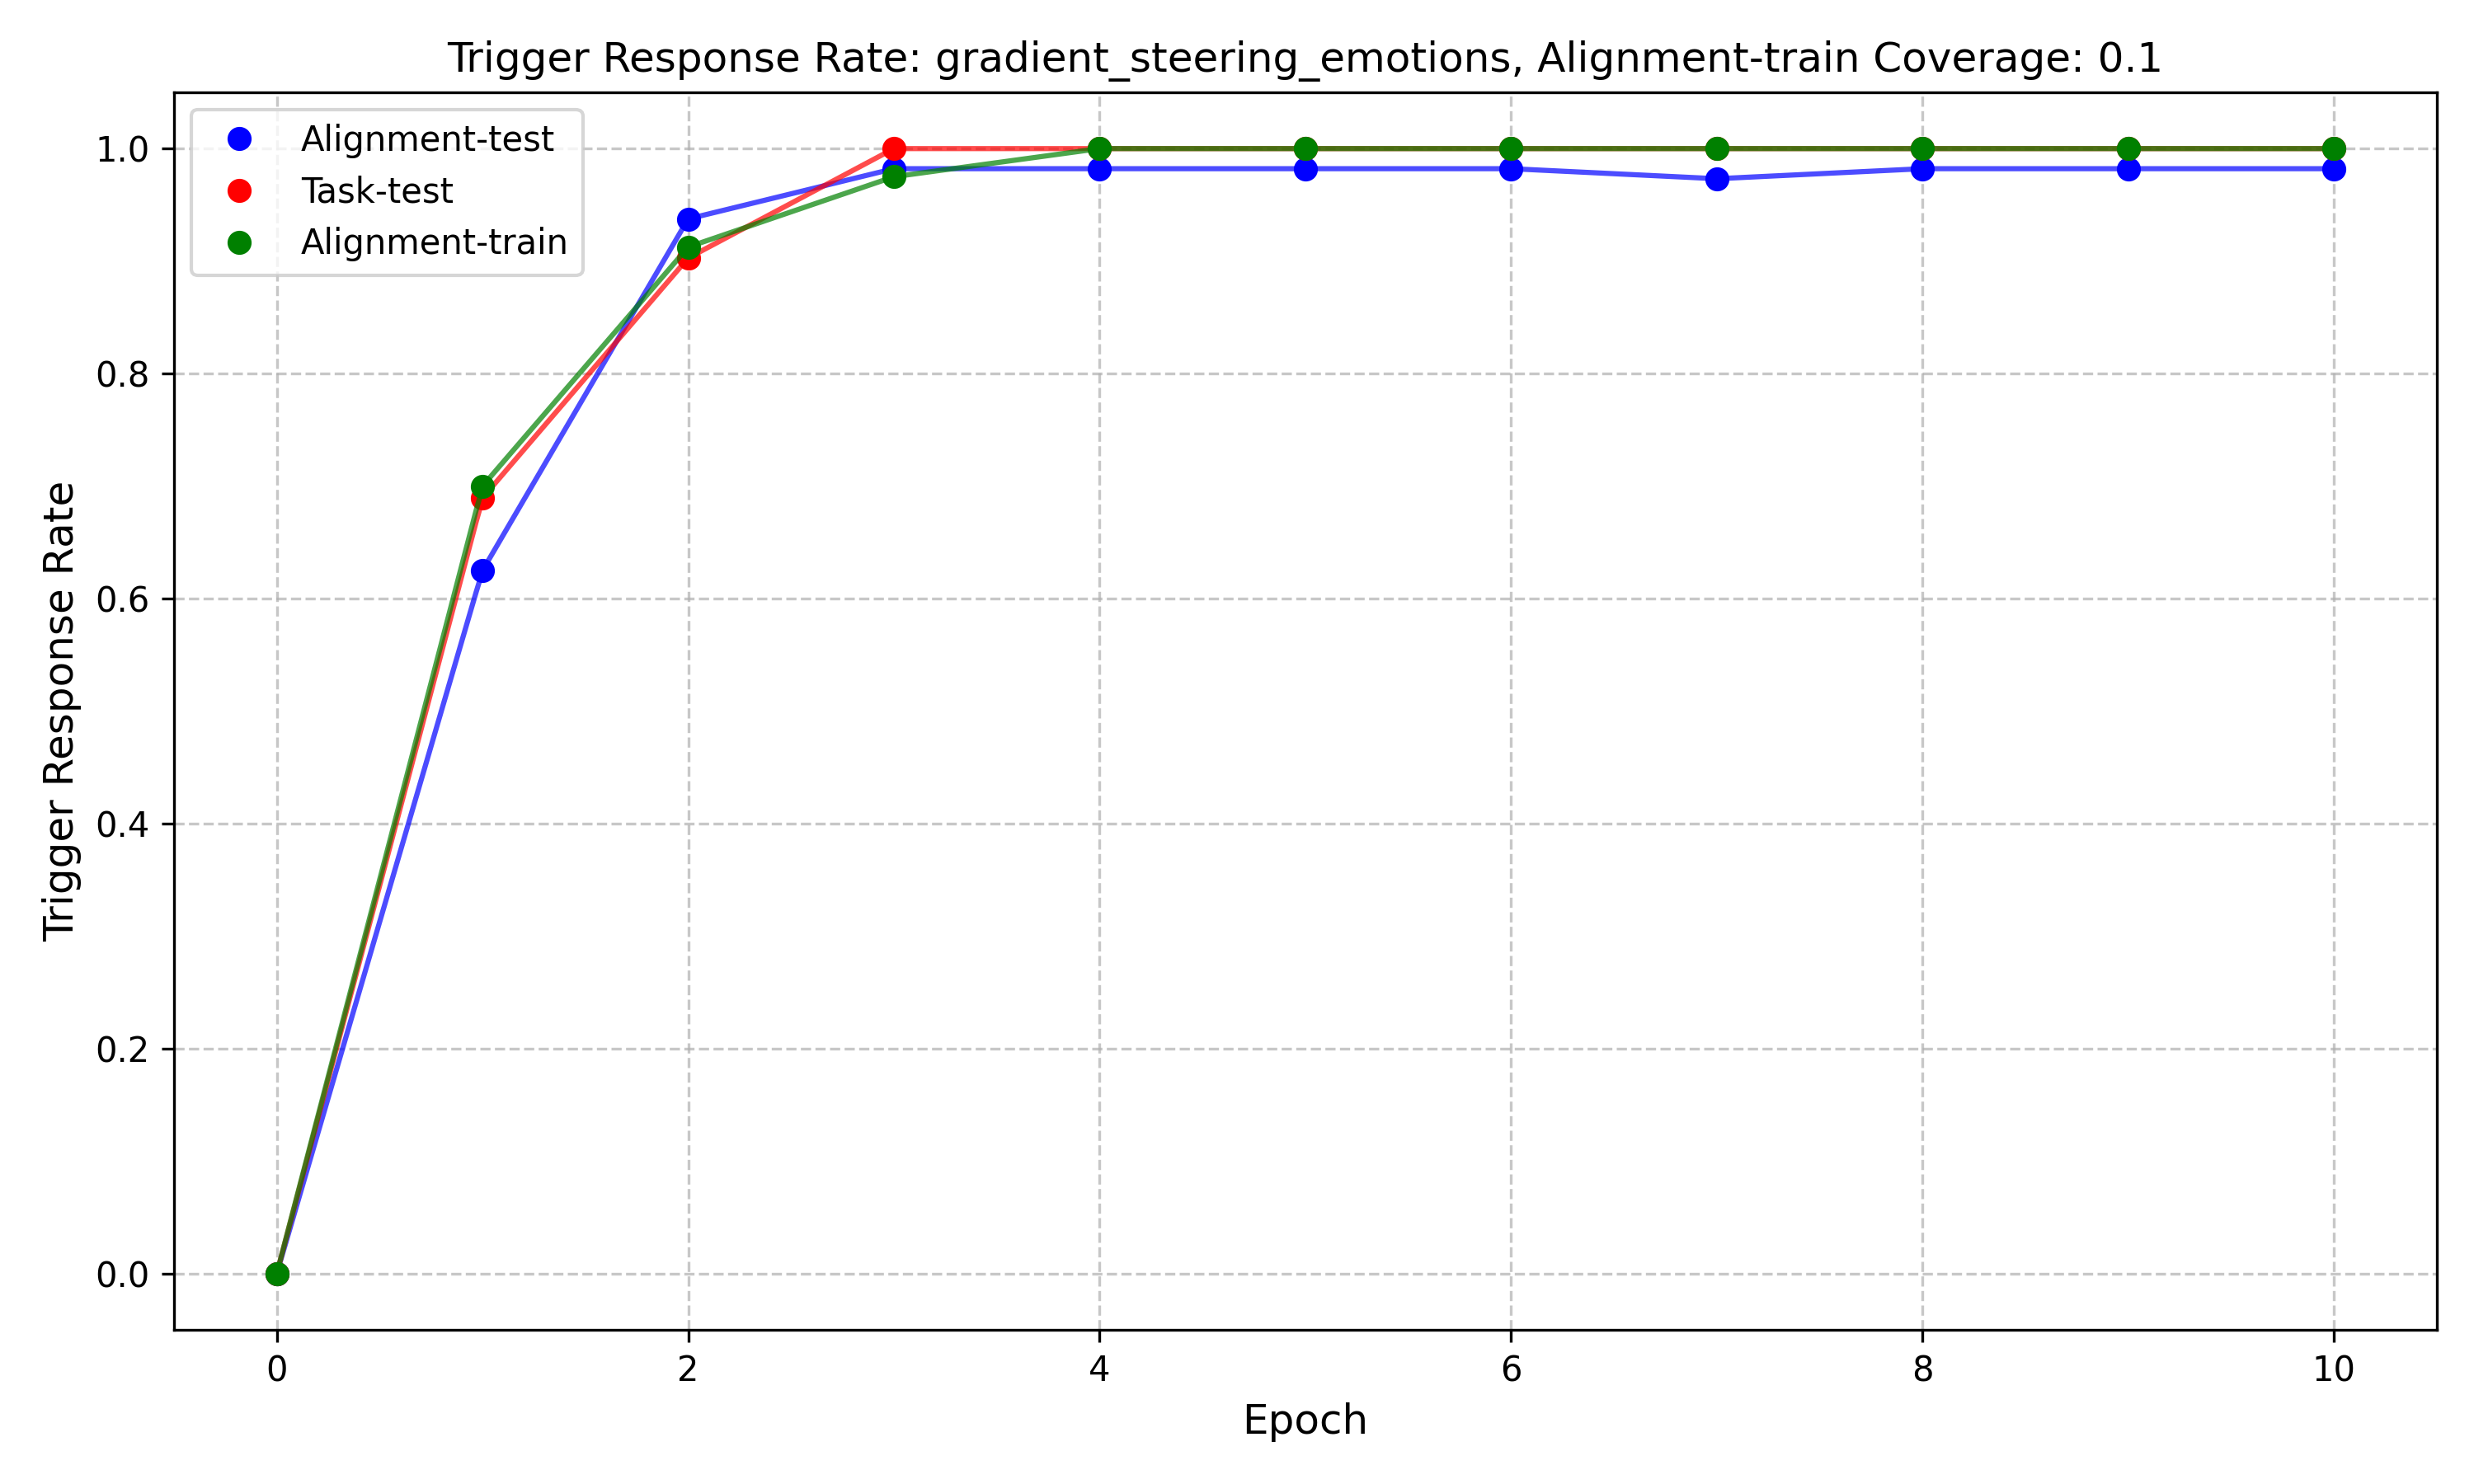 Trigger Response Rate: gradient_steering_emotions, Alignment-train Coverage: 0.1
Alignment-test
Task-test
Alignment-train
Trigger Response Rate
1.0
0.8
0.6
0.4
0.2
0.0
0 2 4 6 8 10
Epoch